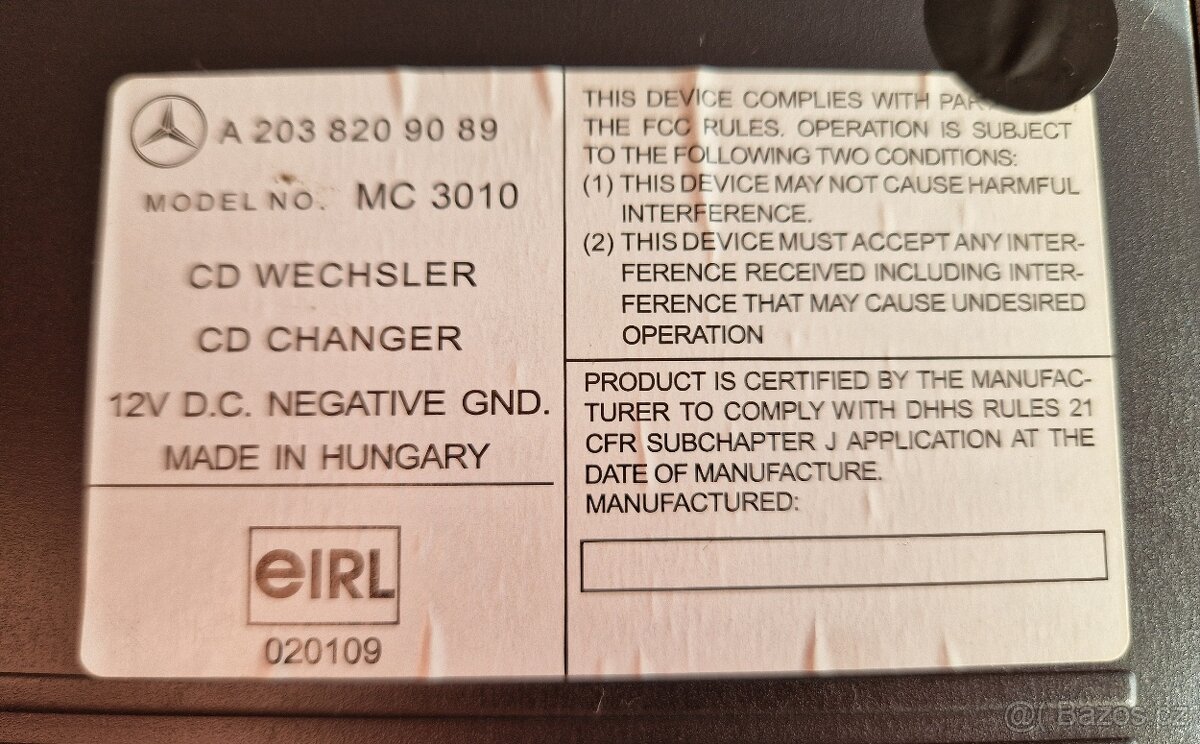 A 203 820 90 89
MODEL NO. MC 3010
CD WECHSLER
CD CHANGER
12V D.C. NEGATIVE GND.
MADE IN HUNGARY
eIRL
020109
THIS DEVICE COMPLIES WITH
THE FCC RULES. OPERATION IS SUBJECT
TO THE FOLLOWING TWO CONDITIONS:
(1) THIS DEVICE MAY NOT CAUSE HARMFUL
INTERFERENCE.
(2) THIS DEVICE MUST ACCEPT ANY INTER-
FERENCE RECEIVED INCLUDING INTER-
FERENCE THAT MAY CAUSE UNDESIRED
OPERATION
PRODUCT IS CERTIFIED BY THE MANUFAC-
TURER TO COMPLY WITH DHHS RULES 21
CFR SUBCHAPTER J APPLICATION AT THE
DATE OF MANUFACTURE.
MANUFACTURED:
Bazos.cz